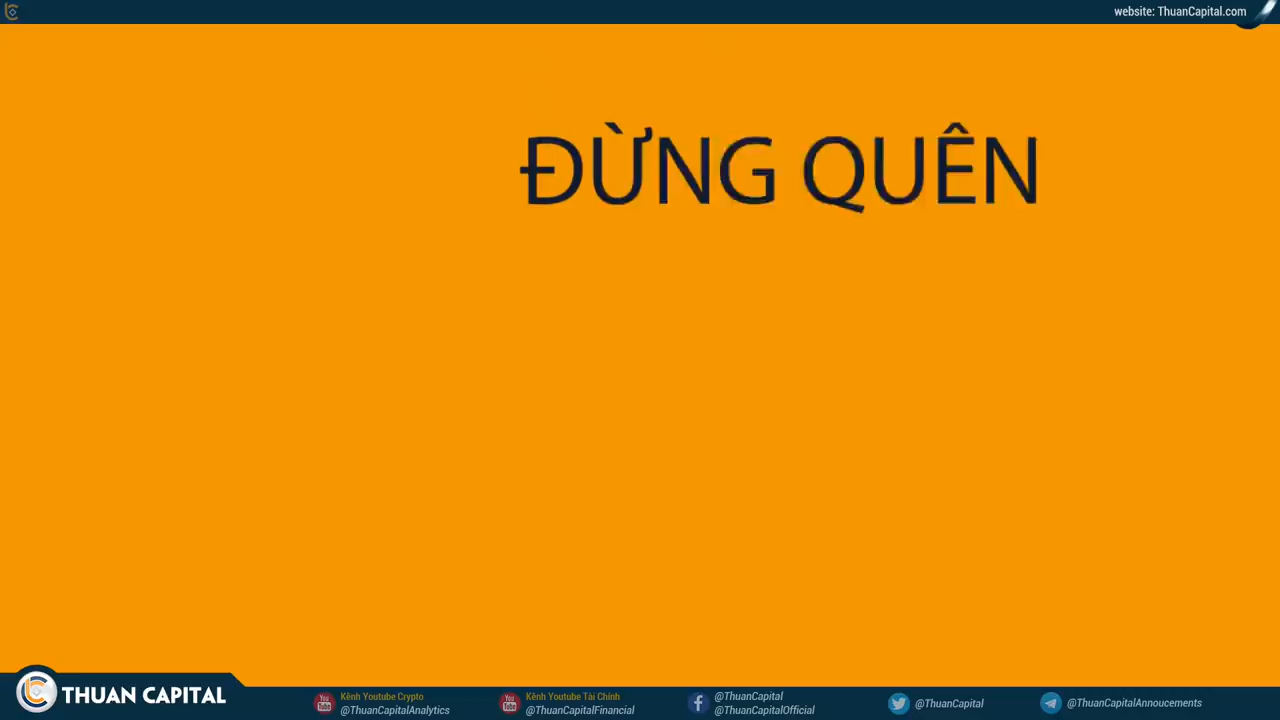 website: ThuanCapital.com
ĐỪNG QUÊN
THUAN CAPITAL
Kênh Youtube Crypto
@ThuanCapitalAnalytics
Kênh Youtube Tài Chính
@ThuanCapitalFinancial
@ThuanCapital
@ThuanCapitalOfficial
@ThuanCapital
@ThuanCapitalAnnoucements